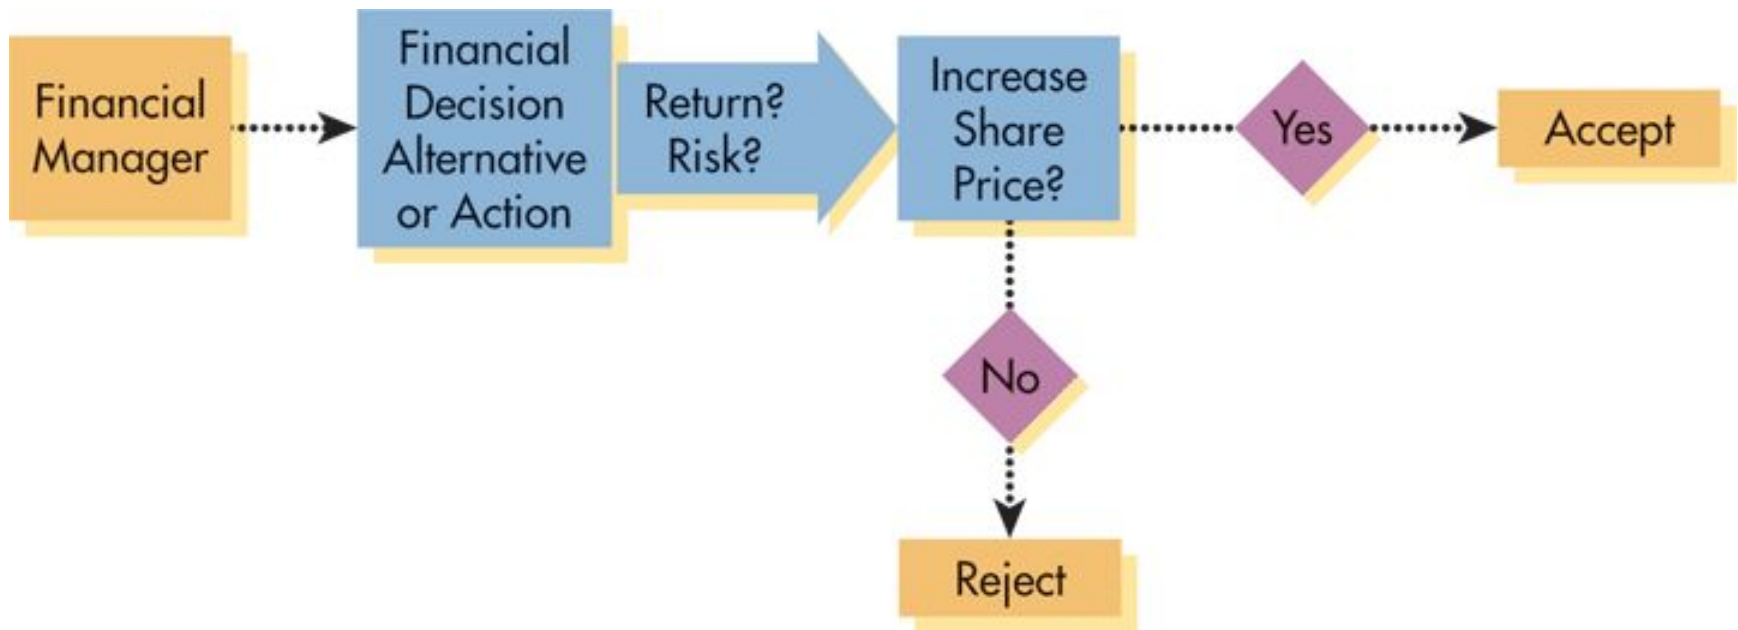 Financial
Manager
Financial
Decision
Alternative
or Action
Return?
Risk?
Increase
Share
Price?
Yes
Accept
No
Reject